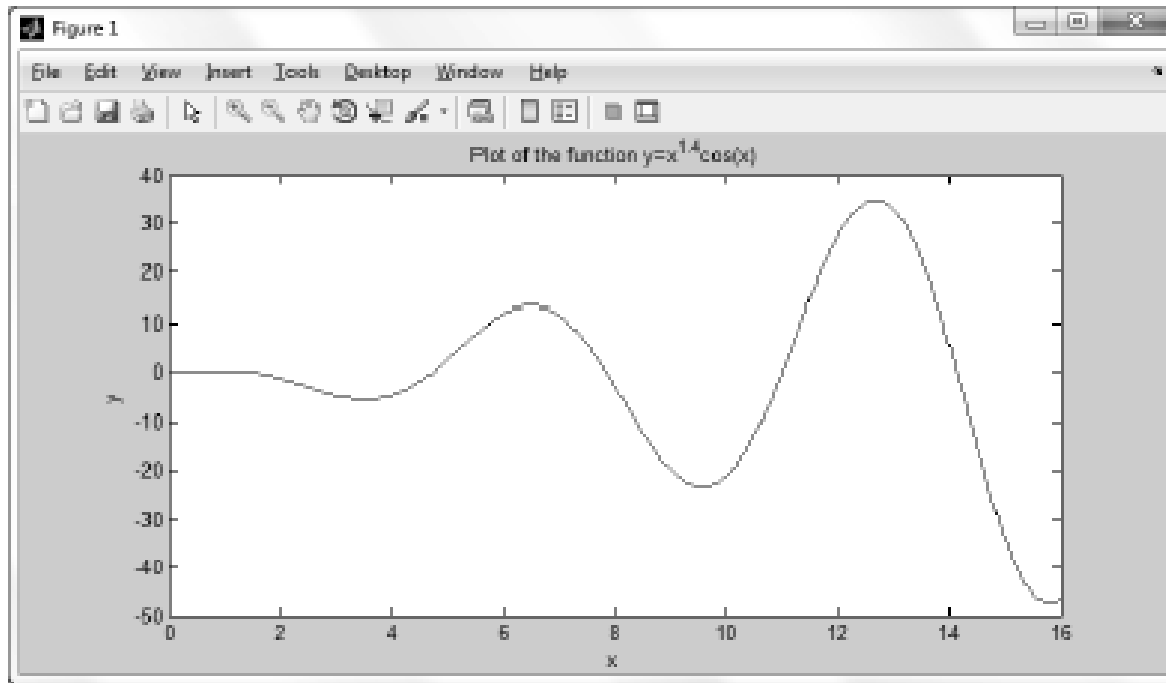 Figure 1
File Edit View Insert Tools Desktop Window Help
Plot of the function y=x^1.4cos(x)
40
30
20
10
0
-10
-20
-30
-40
-50
y
0 2 4 6 8 10 12 14 16
x